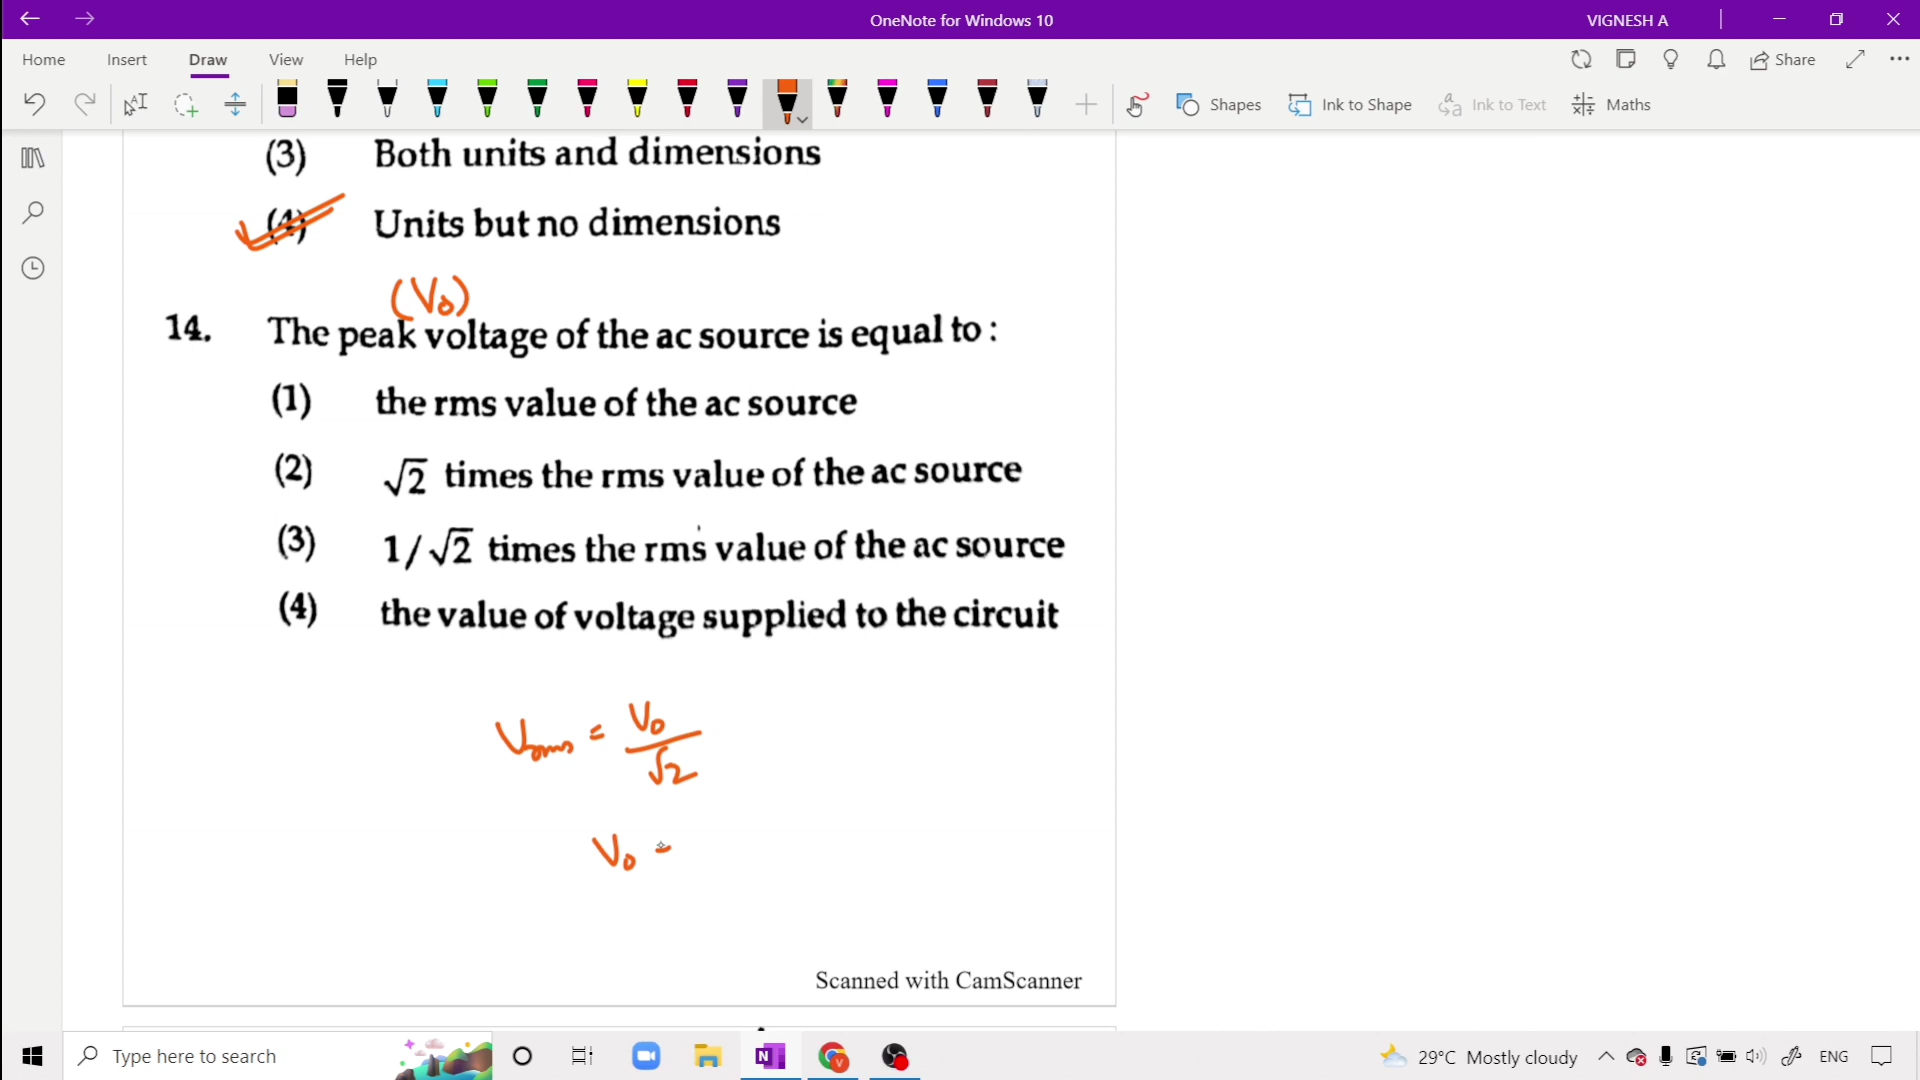 OneNote for Windows 10
VIGNESH A
Home Insert Draw View Help
Share
Shapes Ink to Shape Ink to Text Maths
(3) Both units and dimensions
(4) Units but no dimensions
(V₀)
14. The peak voltage of the ac source is equal to :
(1) the rms value of the ac source
(2) √2 times the rms value of the ac source
(3) 1/√2 times the rms value of the ac source
(4) the value of voltage supplied to the circuit
Vrms = V₀/√2
V₀ =
Scanned with CamScanner
Type here to search
29°C Mostly cloudy
ENG